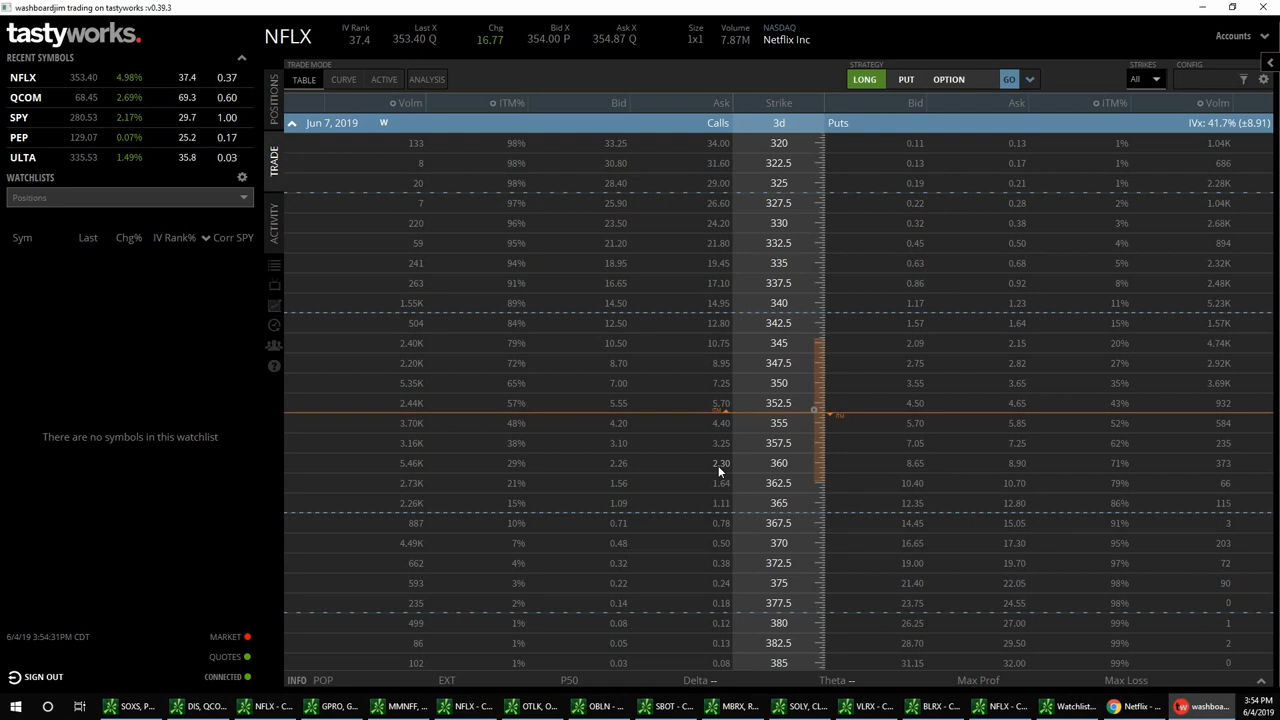 washboardjim trading on tastyworks :v0.39.3
tastyworks.
NFLX
IV Rank 37.4
Last X 353.40 Q
Chg 16.77
Bid X 354.00 P
Ask X 354.87 Q
Size 1x1
Volume 7.87M
NASDAQ Netflix Inc
Accounts
RECENT SYMBOLS
NFLX 353.40 4.98% 37.4 0.37
QCOM 68.45 2.69% 69.3 0.60
SPY 280.53 2.17% 29.7 1.00
PEP 129.07 0.07% 25.2 0.17
ULTA 335.53 1.49% 35.8 0.03
WATCHLISTS
Positions
Sym Last Chg% IV Rank% Corr SPY
There are no symbols in this watchlist
6/4/19 3:54:31PM CDT
MARKET
QUOTES
CONNECTED
SIGN OUT
POSITIONS
TRADE
ACTIVITY
TRADE MODE
TABLE CURVE ACTIVE ANALYSIS
STRATEGY
LONG PUT OPTION GO
STRIKES
All
CONFIG
Volm ITM% Bid Ask Strike Bid Ask ITM% Volm
Jun 7, 2019 W Calls 3d Puts IVx: 41.7% (±8.91)
133 98% 33.25 34.00 320 0.11 0.13 1% 1.04K
8 98% 30.80 31.60 322.5 0.13 0.17 1% 686
20 98% 28.40 29.00 325 0.19 0.21 1% 2.28K
7 97% 25.90 26.60 327.5 0.22 0.28 2% 1.04K
220 96% 23.50 24.20 330 0.32 0.38 3% 2.68K
59 95% 21.20 21.80 332.5 0.45 0.50 4% 894
241 94% 18.95 19.45 335 0.63 0.68 5% 2.32K
263 91% 16.65 17.10 337.5 0.86 0.92 8% 2.48K
1.55K 89% 14.50 14.95 340 1.17 1.23 11% 5.23K
504 84% 12.50 12.80 342.5 1.57 1.64 15% 1.57K
2.40K 79% 10.50 10.75 345 2.09 2.15 20% 4.74K
2.20K 72% 8.70 8.95 347.5 2.75 2.82 27% 2.92K
5.35K 65% 7.00 7.25 350 3.55 3.65 35% 3.69K
2.44K 57% 5.55 5.70 352.5 4.50 4.65 43% 932
ITM ITM
3.70K 48% 4.20 4.40 355 5.70 5.85 52% 584
3.16K 38% 3.10 3.25 357.5 7.05 7.25 62% 235
5.46K 29% 2.26 2.30 360 8.65 8.90 71% 373
2.73K 21% 1.56 1.64 362.5 10.40 10.70 79% 66
2.26K 15% 1.09 1.11 365 12.35 12.80 86% 115
887 10% 0.71 0.78 367.5 14.45 15.05 91% 3
4.49K 7% 0.48 0.50 370 16.65 17.30 95% 203
662 4% 0.32 0.38 372.5 19.00 19.70 97% 72
593 3% 0.22 0.24 375 21.40 22.05 98% 90
235 2% 0.14 0.18 377.5 23.75 24.55 98% 0
499 1% 0.08 0.12 380 26.25 27.00 99% 1
86 1% 0.05 0.13 382.5 28.70 29.50 99% 2
102 1% 0.03 0.08 385 31.15 32.00 99% 0
INFO POP EXT P50 Delta -- Theta -- Max Prof Max Loss
SOXS, P...
DIS, QCO...
NFLX - C...
GPRO, G...
MMNFF, ...
NFLX - C...
OTLK, O...
OBLN - ...
SBOT - C...
MBRX, R...
SOLY, CL...
VLRX - C...
BLRX - C...
NFLX - C...
Watchlist...
Netflix - ...
washboa...
3:54 PM
6/4/2019